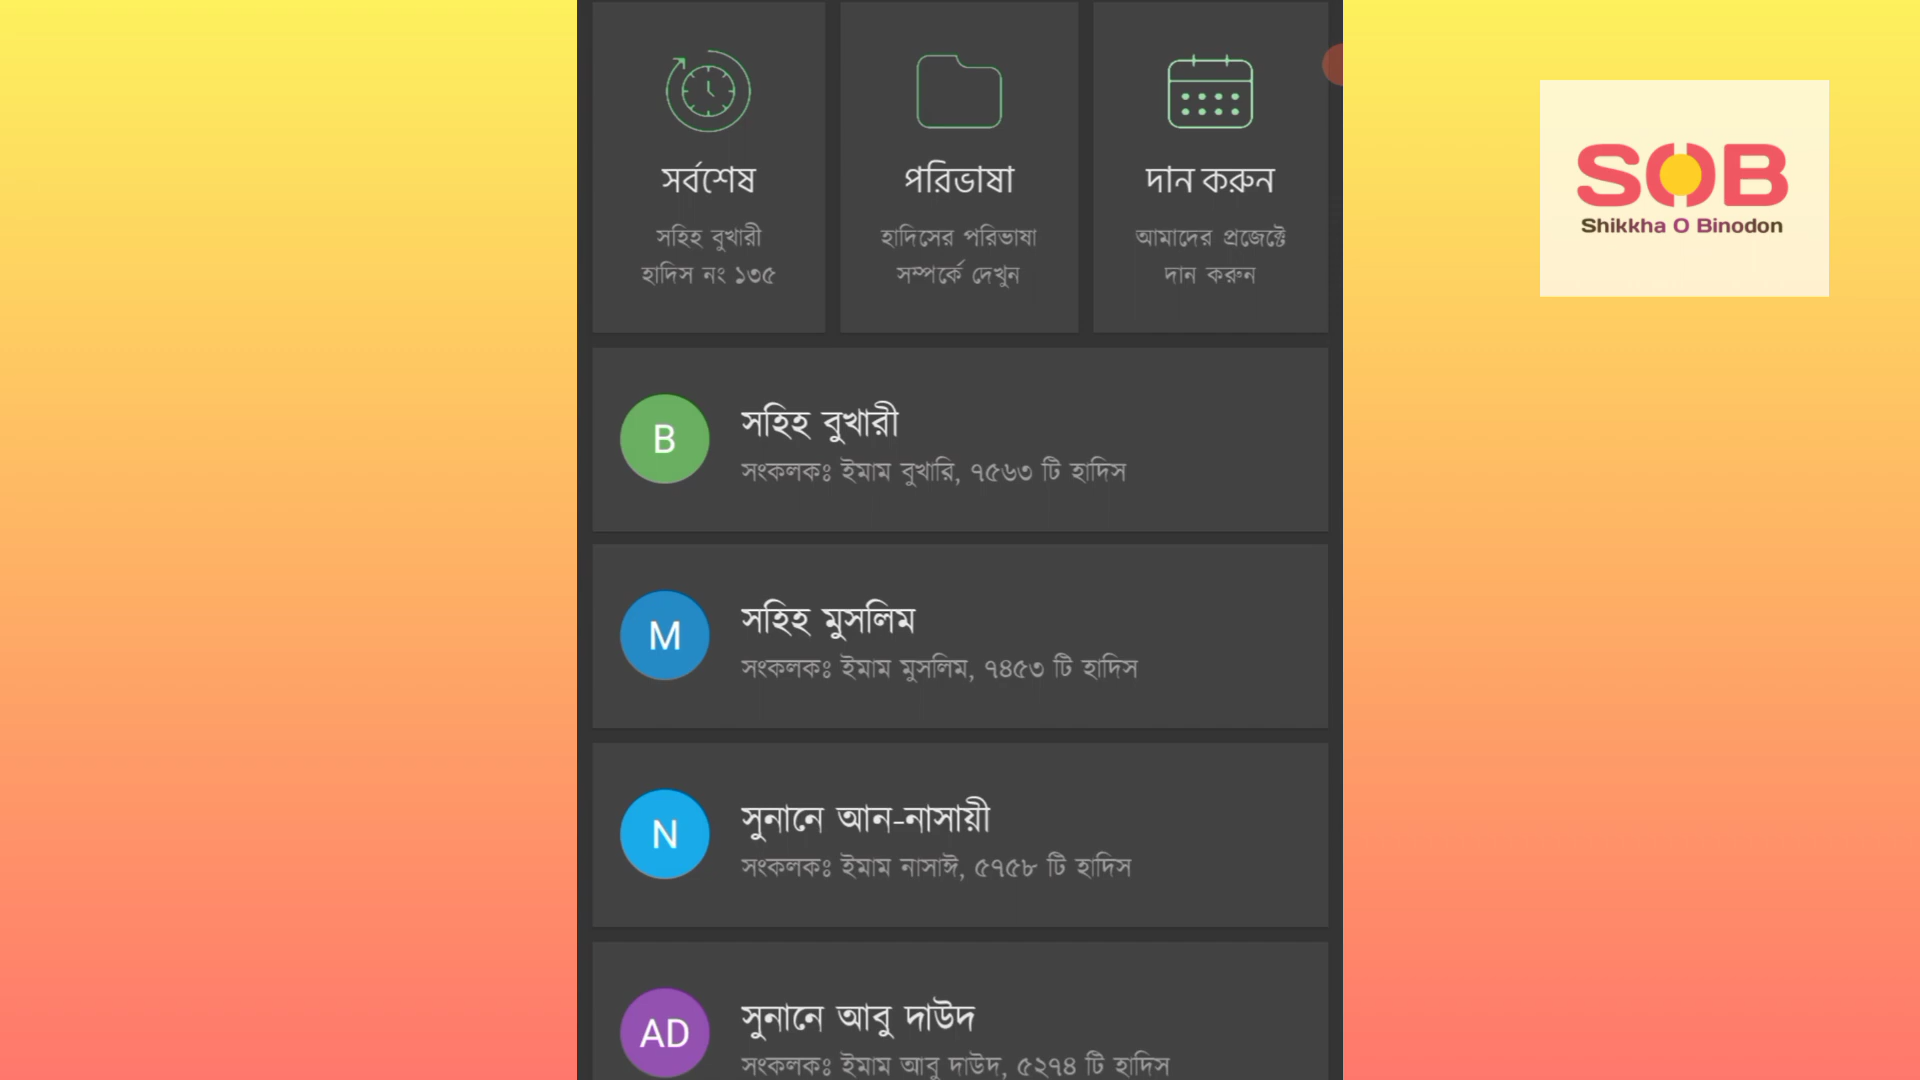 সর্বশেষ
সহিহ বুখারী
হাদিস নং ১৩৫
পরিভাষা
হাদিসের পরিভাষা
সম্পর্কে দেখুন
দান করুন
আমাদের প্রজেক্টে
দান করুন
SOB
Shikkha O Binodon
B
সহিহ বুখারী
সংকলকঃ ইমাম বুখারি, ৭৫৬৩ টি হাদিস
M
সহিহ মুসলিম
সংকলকঃ ইমাম মুসলিম, ৭৪৫৩ টি হাদিস
N
সুনানে আন-নাসায়ী
সংকলকঃ ইমাম নাসাঈ, ৫৭৫৮ টি হাদিস
AD
সুনানে আবু দাউদ
সংকলকঃ ইমাম আবু দাউদ, ৫২৭৪ টি হাদিস